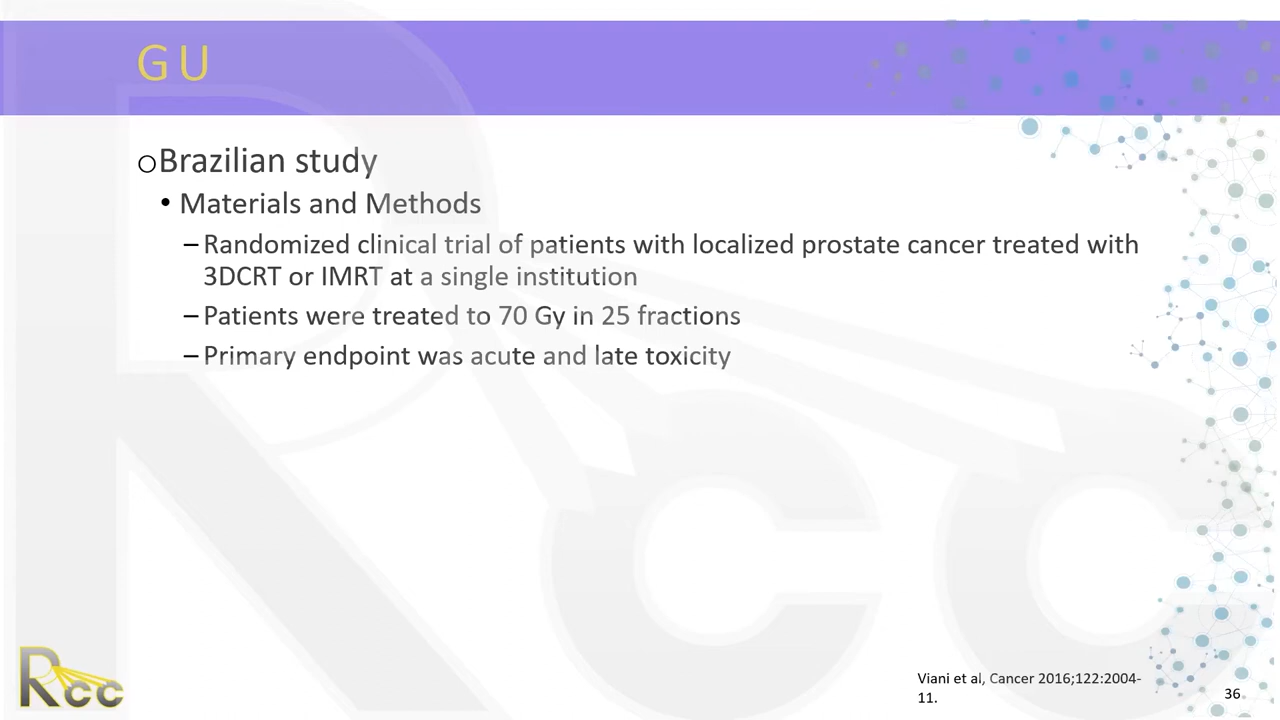 GU
Brazilian study
• Materials and Methods
– Randomized clinical trial of patients with localized prostate cancer treated with
3DCRT or IMRT at a single institution
– Patients were treated to 70 Gy in 25 fractions
– Primary endpoint was acute and late toxicity
Viani et al, Cancer 2016;122:2004-
11.
36
Rcc